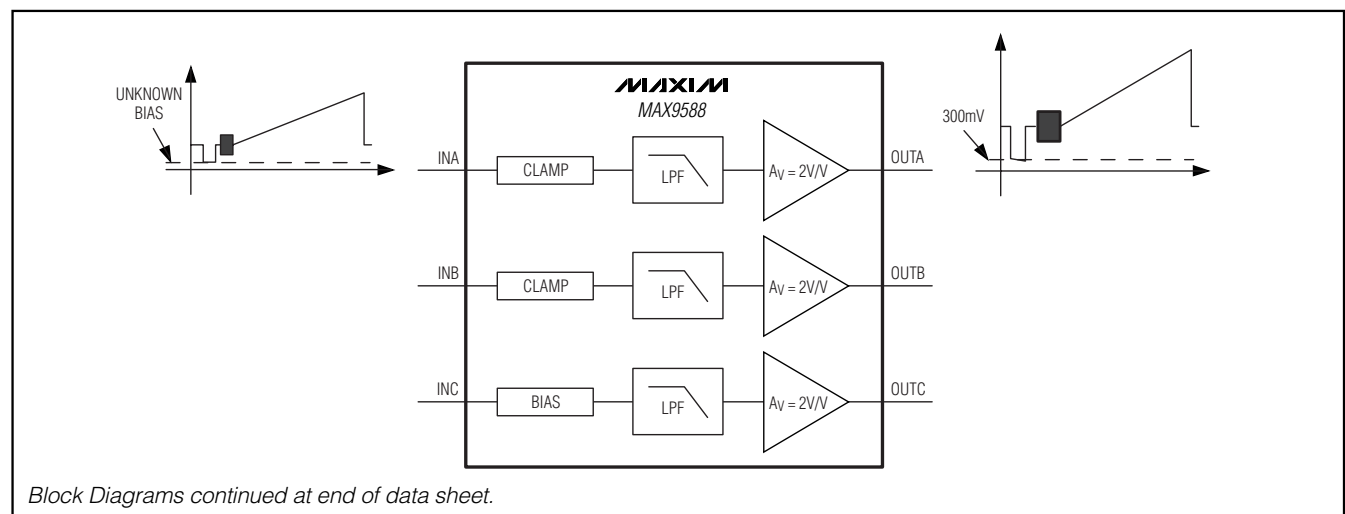 UNKNOWN
BIAS
MAXIM
MAX9588
300mV
INA
CLAMP
LPF
AV = 2V/V
OUTA
INB
CLAMP
LPF
AV = 2V/V
OUTB
INC
BIAS
LPF
AV = 2V/V
OUTC
Block Diagrams continued at end of data sheet.